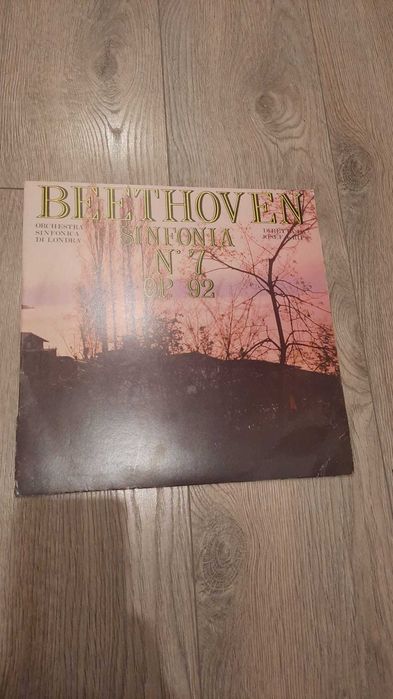 BEETHOVEN
ORCHESTRA
SINFONICA
DI LONDRA
SINFONIA
N° 7
OP. 92